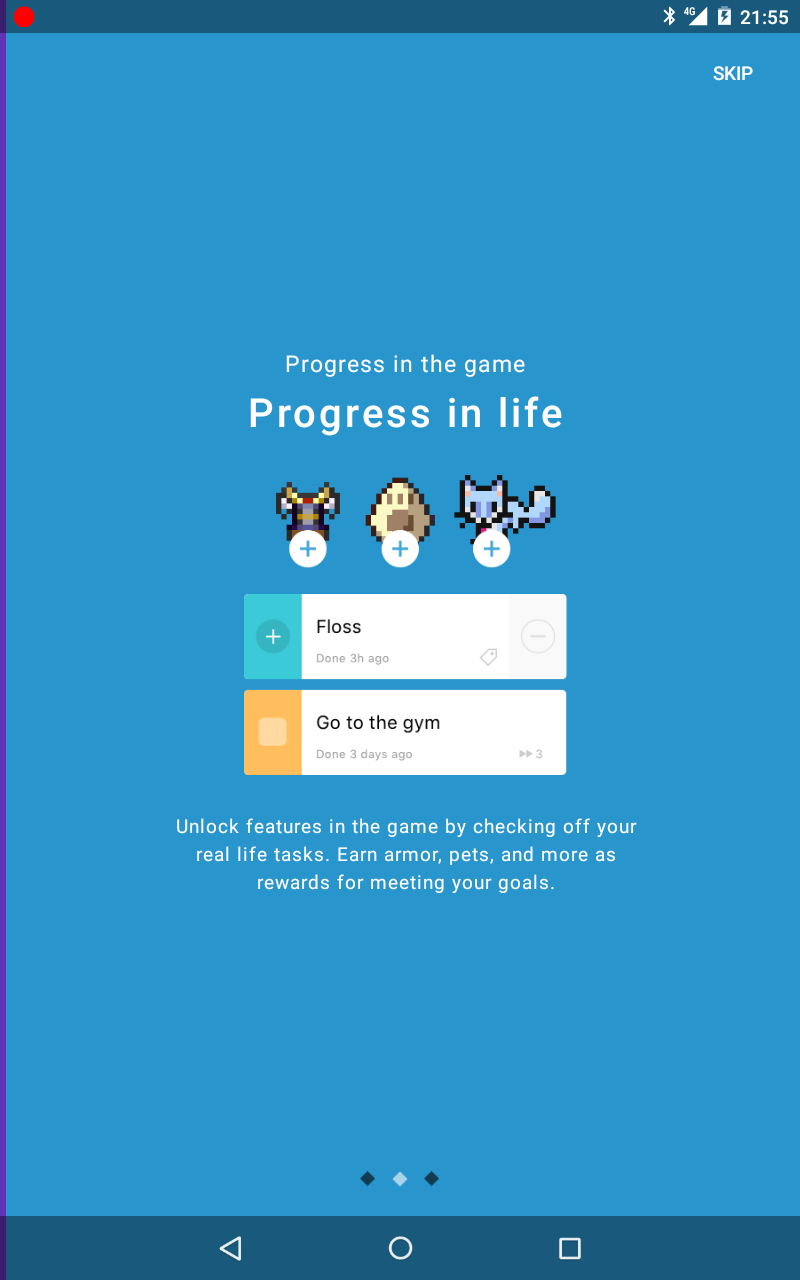 4G 21:55
SKIP
Progress in the game
Progress in life
Floss
Done 3h ago
Go to the gym
Done 3 days ago
3
Unlock features in the game by checking off your
real life tasks. Earn armor, pets, and more as
rewards for meeting your goals.